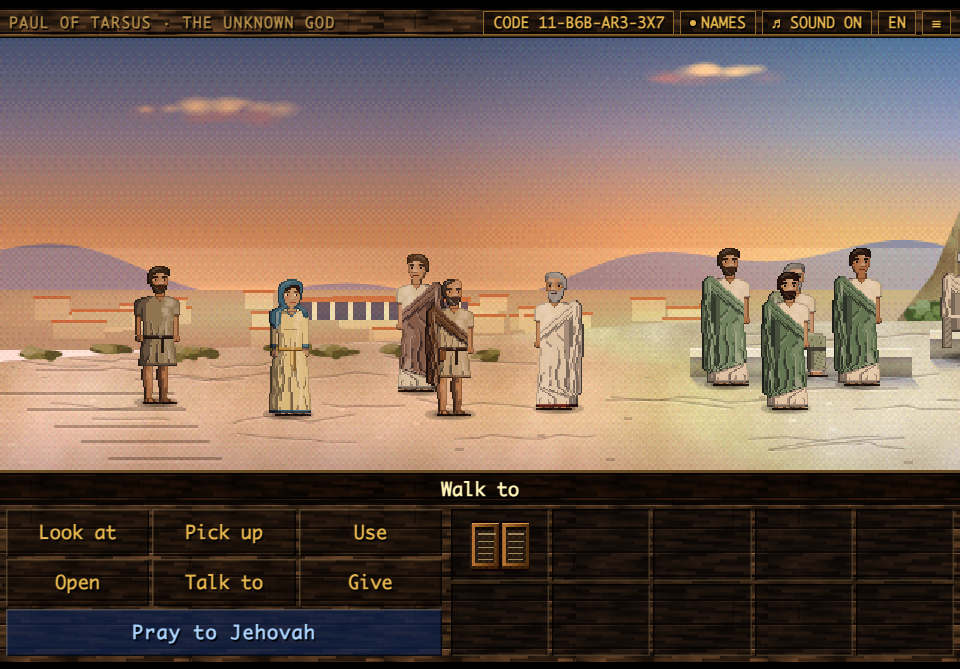 PAUL OF TARSUS · THE UNKNOWN GOD
CODE 11-B6B-AR3-3X7
• NAMES
♬ SOUND ON
EN
≡
Walk to
Look at
Pick up
Use
Open
Talk to
Give
Pray to Jehovah